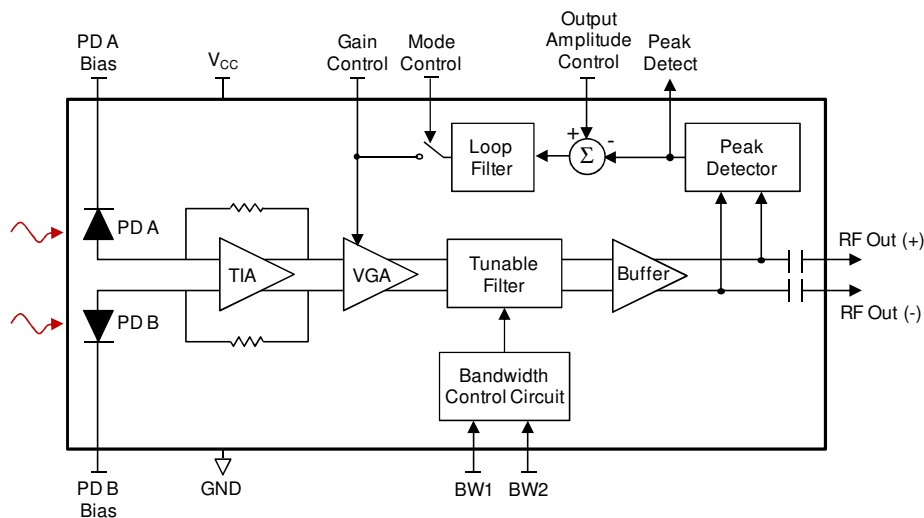 PD A
Bias
VCC
Gain
Control
Mode
Control
Output
Amplitude
Control
Peak
Detect
Loop
Filter
+
Σ
-
Peak
Detector
PD A
TIA
VGA
Tunable
Filter
Buffer
RF Out (+)
RF Out (-)
PD B
Bandwidth
Control Circuit
PD B
Bias
GND
BW1
BW2